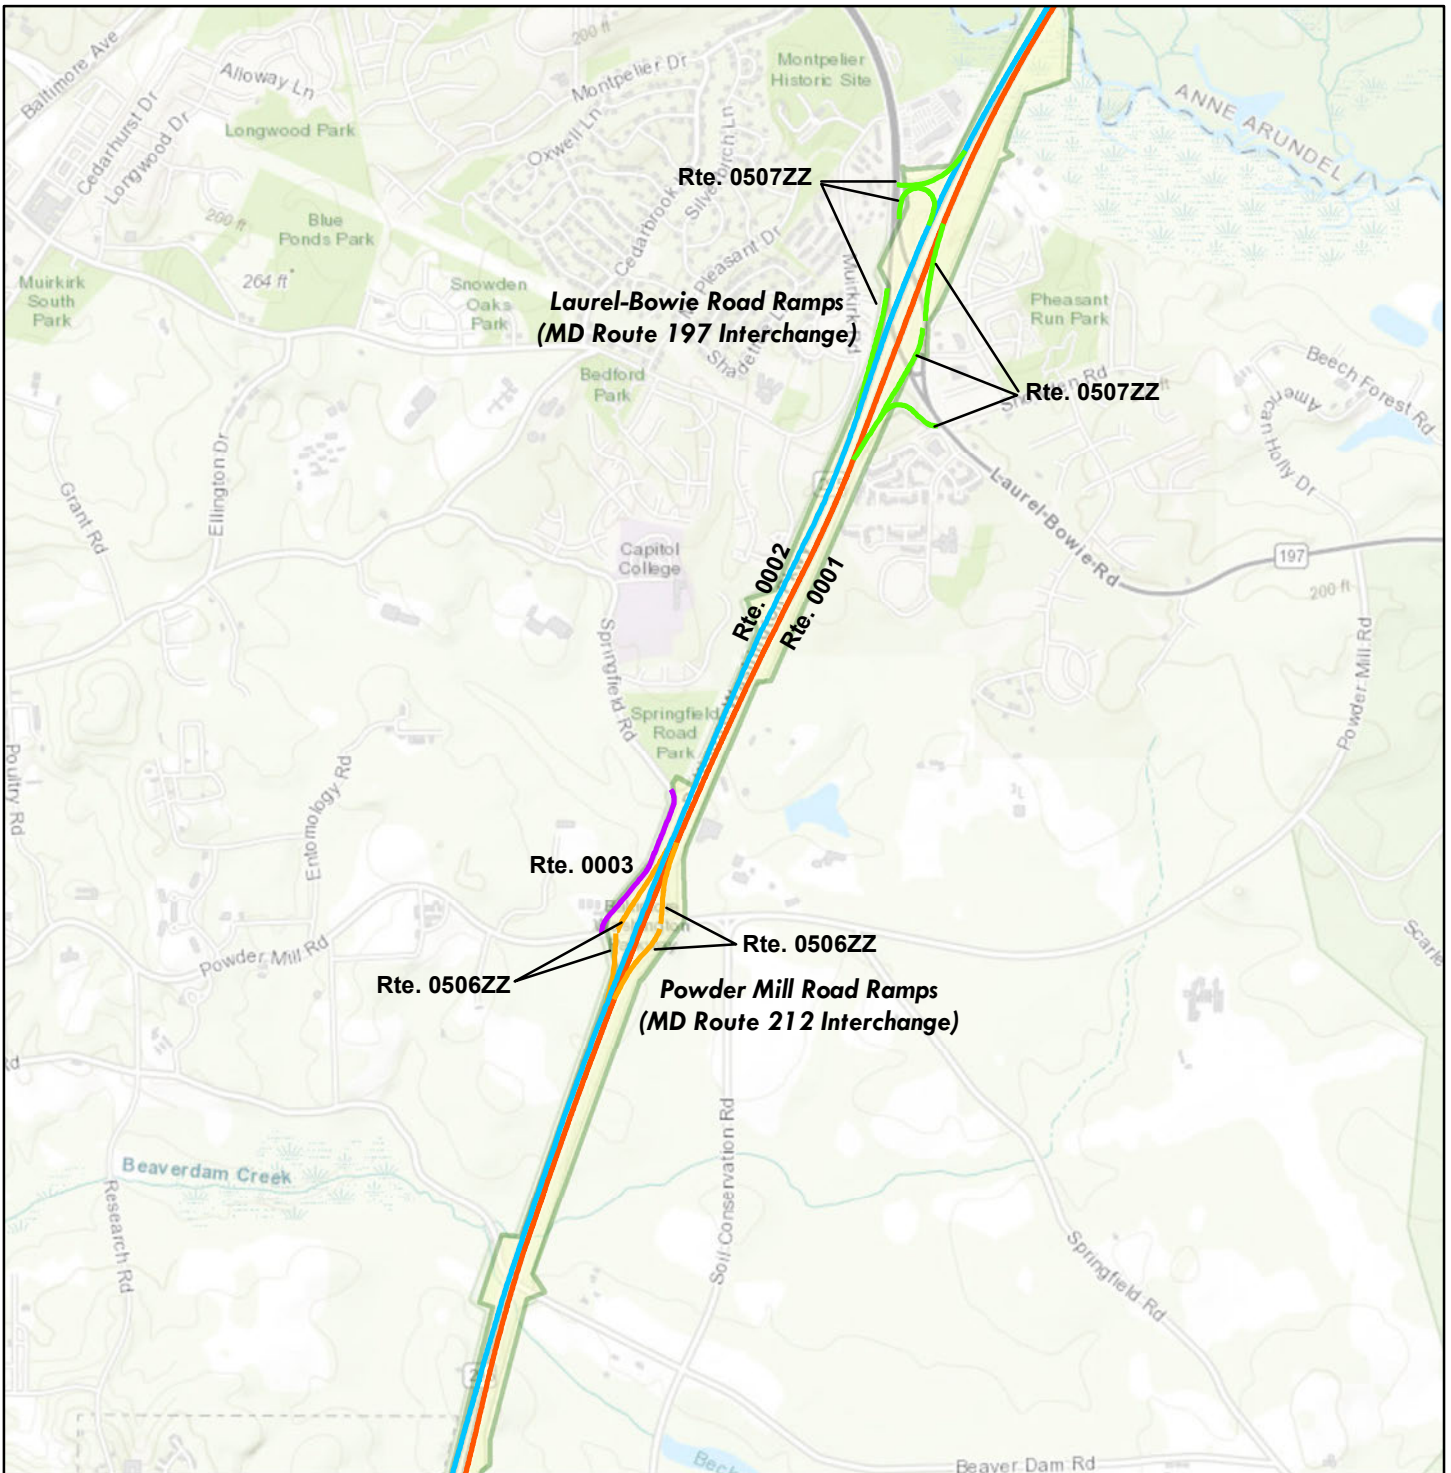 Baltimore Ave
200 ft
Alloway Ln
Montpelier Dr
Montpelier
Historic Site
Cedarhurst Dr
Longwood Dr
Longwood Park
Oxwell Ln
ANNE ARUNDEL
Rte. 0507ZZ
200 ft
Blue
Ponds Park
Cedarbrook
Pleasant Dr
Muirkirk
South
Park
264 ft
Snowden
Oaks
Park
Muirkirk Rd
Laurel-Bowie Road Ramps
(MD Route 197 Interchange)
Pheasant
Run Park
Bedford
Park
Rte. 0507ZZ
Beech Forest Rd
American Holly Dr
Ellington Dr
Grant Rd
Laurel-Bowie Rd
197
200 ft
Capitol
College
Rte. 0002
Rte. 0001
Springfield Rd
Powder Mill Rd
Springfield
Road
Park
Poultry Rd
Entomology Rd
Rte. 0003
Powder Mill Rd
Rte. 0506ZZ
Rte. 0506ZZ
Powder Mill Road Ramps
(MD Route 212 Interchange)
Beaverdam Creek
Research Rd
Soil Conservation Rd
Springfield Rd
Beaver Dam Rd